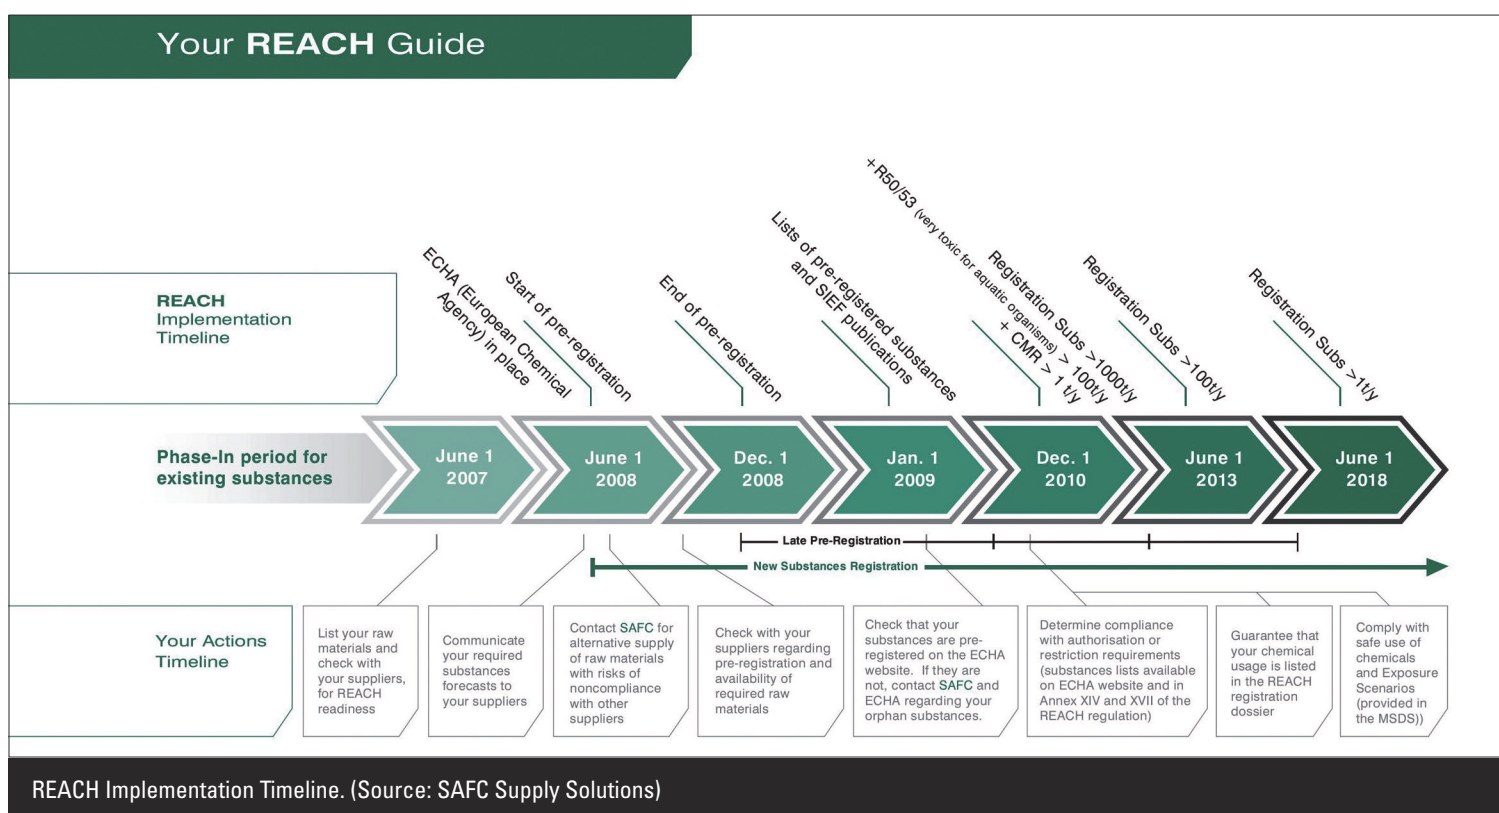 Your REACH Guide
REACH
Implementation
Timeline
ECHA (European Chemical
Agency) in place
Start of pre-registration
End of pre-registration
Lists of pre-registered substances
and SIEF publications
+ R50/53 (very toxic for aquatic organisms) > 100t/y
Registration Subs >1000t/y
+ CMR > 1 t/y
Registration Subs >100t/y
Registration Subs >1t/y
Phase-In period for
existing substances
June 1
2007
June 1
2008
Dec. 1
2008
Jan. 1
2009
Dec. 1
2010
June 1
2013
June 1
2018
Late Pre-Registration
New Substances Registration
Your Actions
Timeline
List your raw
materials and
check with
your suppliers,
for REACH
readiness
Communicate
your required
substances
forecasts to
your suppliers
Contact SAFC for
alternative supply
of raw materials
with risks of
noncompliance
with other
suppliers
Check with your
suppliers regarding
pre-registration and
availability of
required raw
materials
Check that your
substances are pre-
registered on the ECHA
website.  If they are
not, contact SAFC and
ECHA regarding your
orphan substances.
Determine compliance
with authorisation or
restriction requirements
(substances lists available
on ECHA website and in
Annex XIV and XVII of the
REACH regulation)
Guarantee that
your chemical
usage is listed
in the REACH
registration
dossier
Comply with
safe use of
chemicals
and Exposure
Scenarios
(provided in
the MSDS))
REACH Implementation Timeline. (Source: SAFC Supply Solutions)